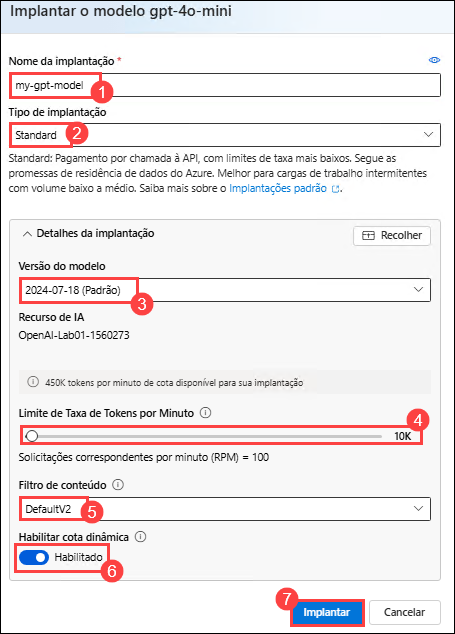 Implantar o modelo gpt-4o-mini
Nome da implantação *
my-gpt-model
1
Tipo de implantação
Standard
2
Standard: Pagamento por chamada à API, com limites de taxa mais baixos. Segue as
promessas de residência de dados do Azure. Melhor para cargas de trabalho intermitentes
com volume baixo a médio. Saiba mais sobre o Implantações padrão
Detalhes da implantação
Recolher
Versão do modelo
2024-07-18 (Padrão)
3
Recurso de IA
OpenAI-Lab01-1560273
450K tokens por minuto de cota disponível para sua implantação
Limite de Taxa de Tokens por Minuto
4
10K
Solicitações correspondentes por minuto (RPM) = 100
Filtro de conteúdo
DefaultV2
5
Habilitar cota dinâmica
Habilitado
6
7
Implantar
Cancelar